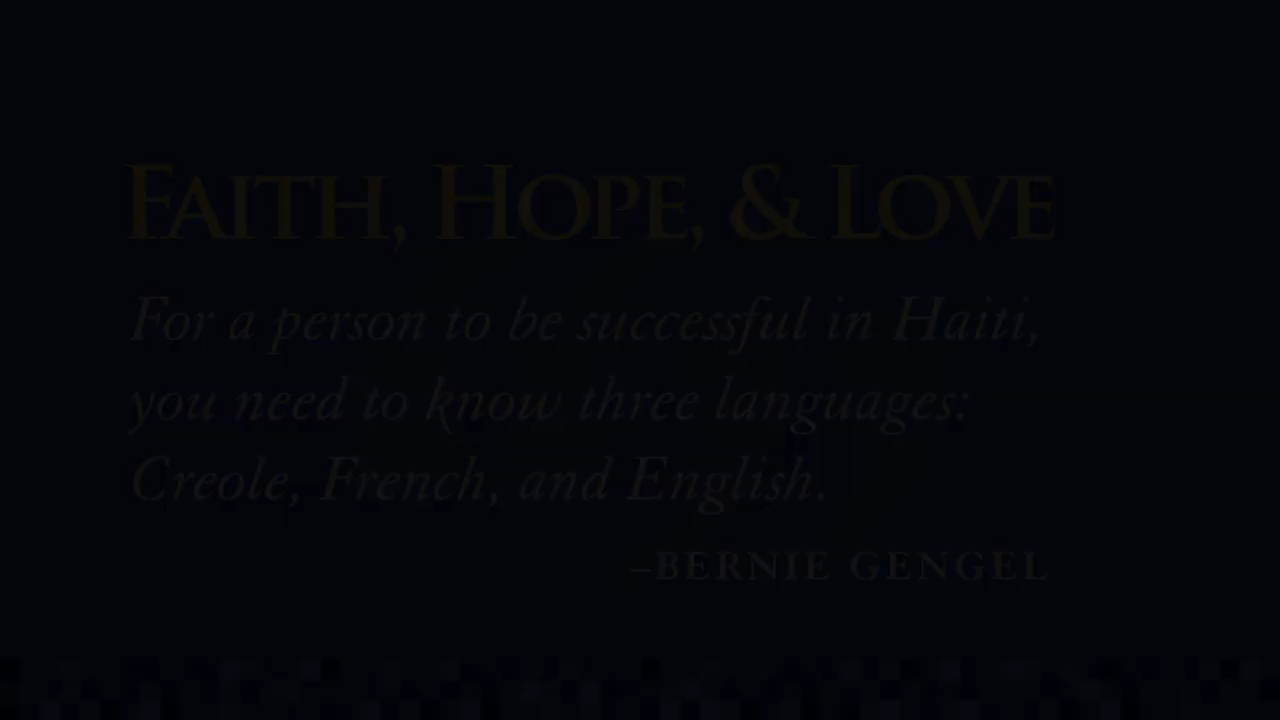 FAITH, HOPE, & LOVE
For a person to be successful in Haiti,
you need to know three languages:
Creole, French, and English.
–BERNIE GENGEL